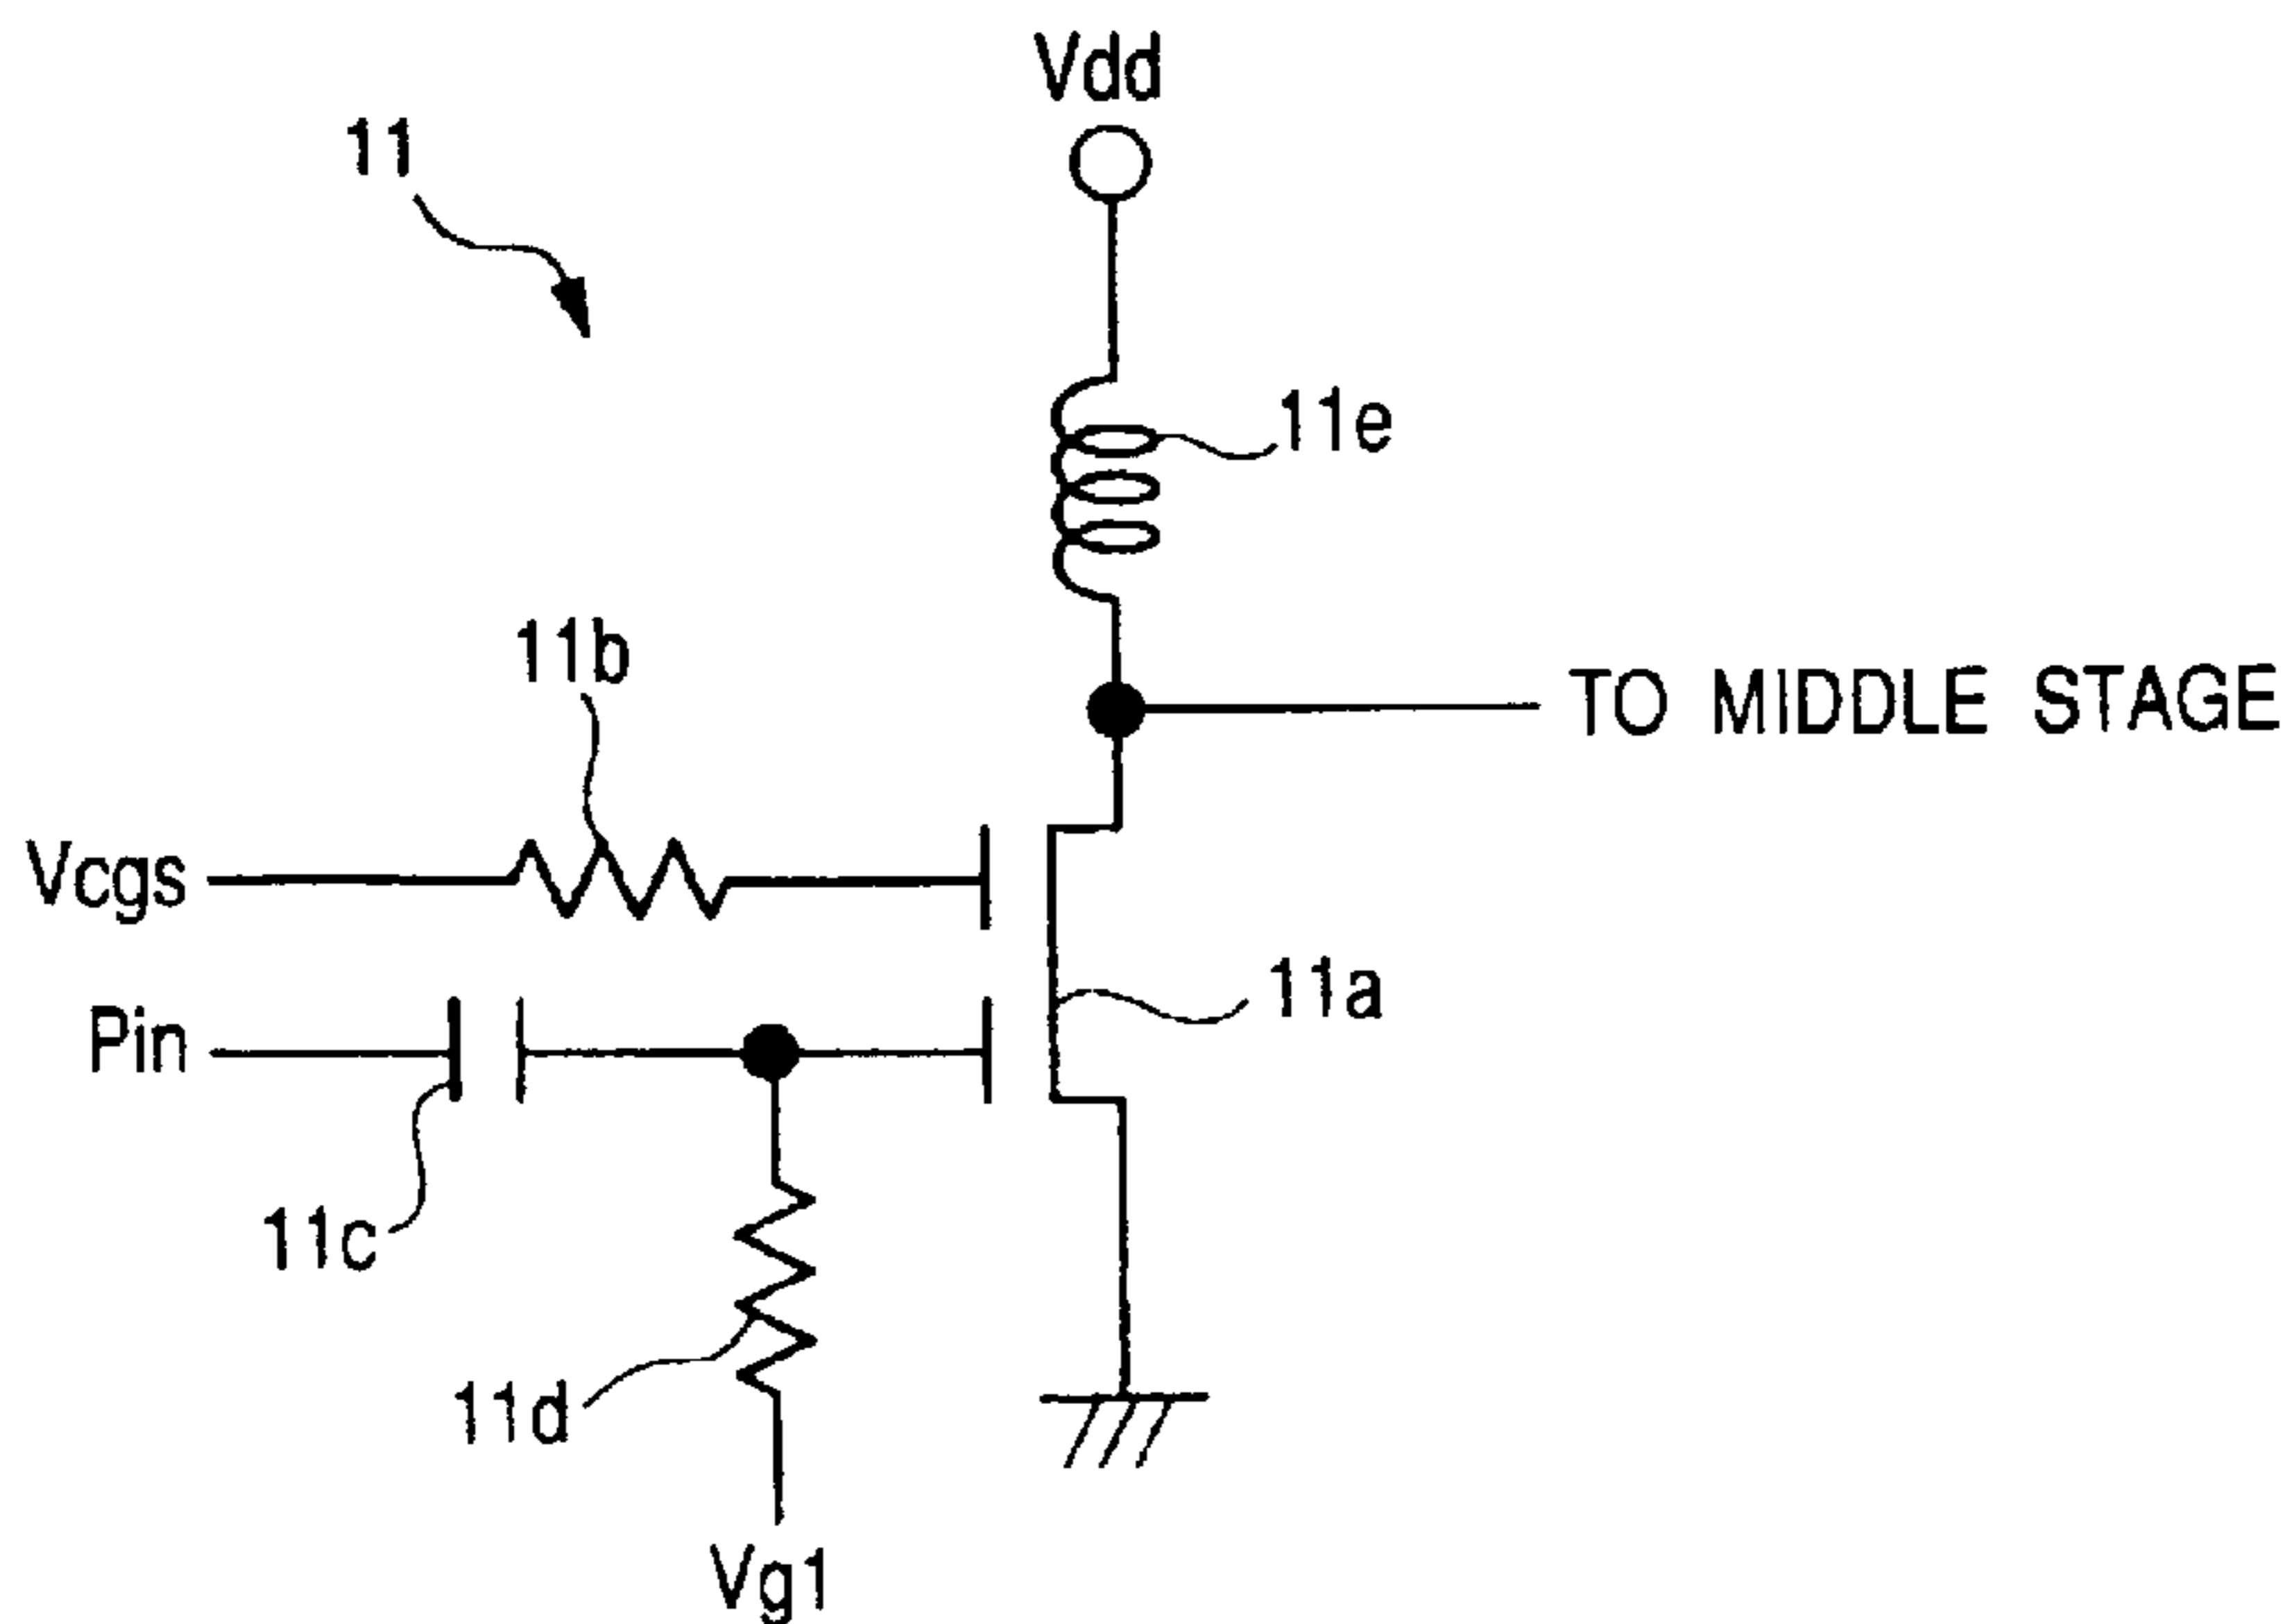 Vdd
11
11e
11b
TO MIDDLE STAGE
Vcgs
11a
Pin
11c
11d
Vg1